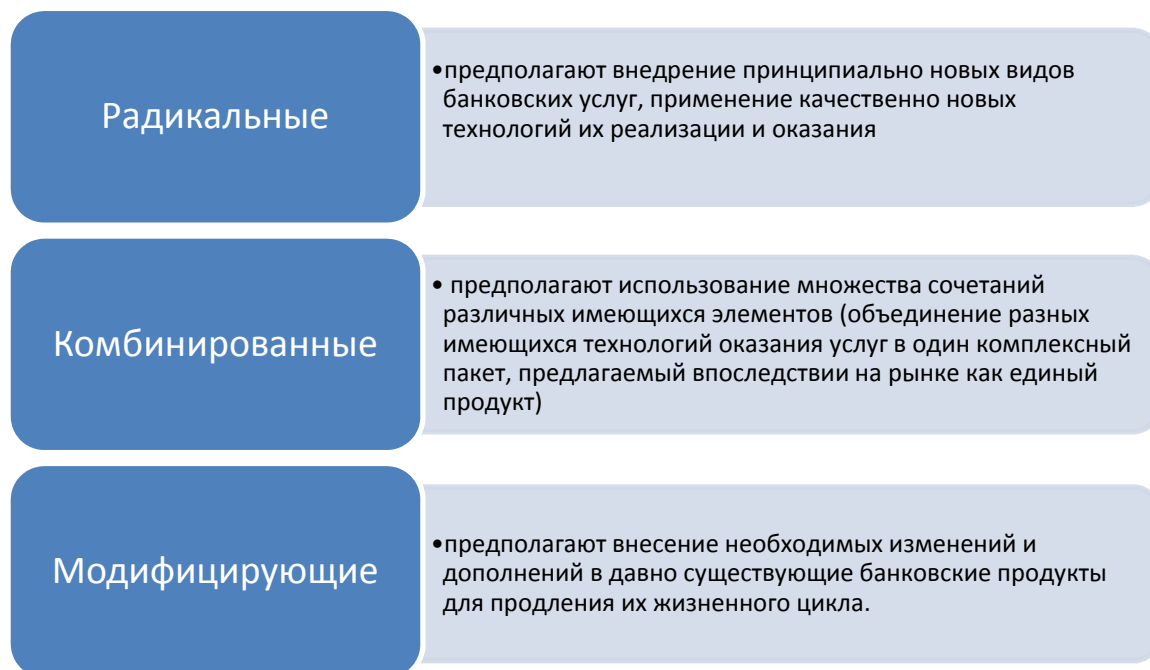 Радикальные
•предполагают внедрение принципиально новых видов
банковских услуг, применение качественно новых
технологий их реализации и оказания
Комбинированные
• предполагают использование множества сочетаний
различных имеющихся элементов (объединение разных
имеющихся технологий оказания услуг в один комплексный
пакет, предлагаемый впоследствии на рынке как единый
продукт)
Модифицирующие
•предполагают внесение необходимых изменений и
дополнений в давно существующие банковские продукты
для продления их жизненного цикла.